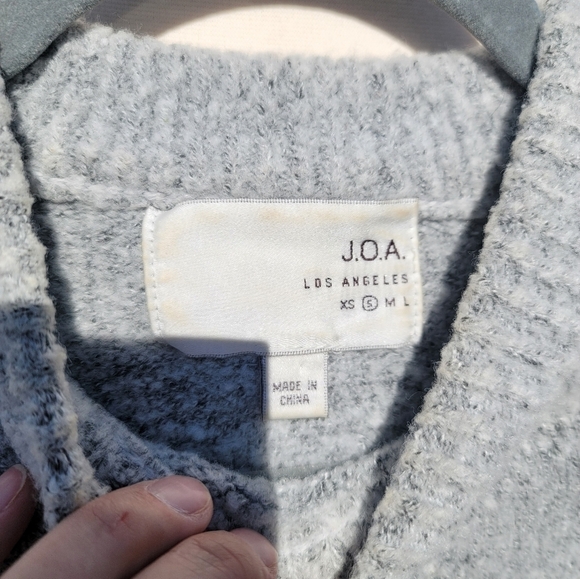 J.O.A.
LOS ANGELES
XS S M L
MADE IN
CHINA